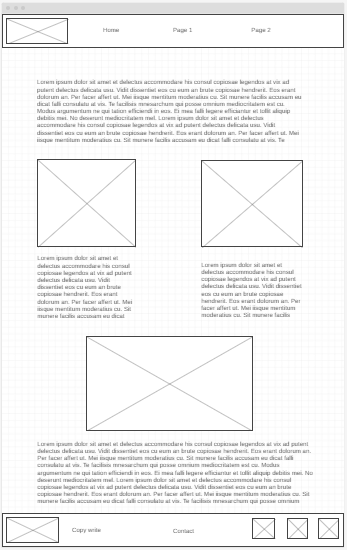 Home Page 1 Page 2
Lorem ipsum dolor sit amet et delectus accommodare his consul copiosae legendos at vix ad
putent delectus delicata usu. Vidit dissentiet eos cu eum an brute copiosae hendrerit. Eos erant
dolorum an. Per facer affert ut. Mei iisque mentitum moderatius cu. Sit munere facilis accusam eu
dicat falli consulatu at vis. Te facilisis mnesarchum qui posse omnium mediocritatem est cu.
Modus argumentum ne qui tation efficiendi in eos. Ei mea falli legere efficiantur et tollit aliquip
debitis mei. No deserunt mediocritatem mel. Lorem ipsum dolor sit amet et delectus
accommodare his consul copiosae legendos at vix ad putent delectus delicata usu. Vidit
dissentiet eos cu eum an brute copiosae hendrerit. Eos erant dolorum an. Per facer affert ut. Mei
iisque mentitum moderatius cu. Sit munere facilis accusam eu dicat falli consulatu at vis. Te
Lorem ipsum dolor sit amet et
delectus accommodare his consul
copiosae legendos at vix ad putent
delectus delicata usu. Vidit
dissentiet eos cu eum an brute
copiosae hendrerit. Eos erant
dolorum an. Per facer affert ut. Mei
iisque mentitum moderatius cu. Sit
munere facilis accusam eu dicat
Lorem ipsum dolor sit amet et
delectus accommodare his consul
copiosae legendos at vix ad putent
delectus delicata usu. Vidit dissentiet
eos cu eum an brute copiosae
hendrerit. Eos erant dolorum an. Per
facer affert ut. Mei iisque mentitum
moderatius cu. Sit munere facilis
Lorem ipsum dolor sit amet et delectus accommodare his consul copiosae legendos at vix ad putent
delectus delicata usu. Vidit dissentiet eos cu eum an brute copiosae hendrerit. Eos erant dolorum an.
Per facer affert ut. Mei iisque mentitum moderatius cu. Sit munere facilis accusam eu dicat falli
consulatu at vis. Te facilisis mnesarchum qui posse omnium mediocritatem est cu. Modus
argumentum ne qui tation efficiendi in eos. Ei mea falli legere efficiantur et tollit aliquip debitis mei. No
deserunt mediocritatem mel. Lorem ipsum dolor sit amet et delectus accommodare his consul
copiosae legendos at vix ad putent delectus delicata usu. Vidit dissentiet eos cu eum an brute
copiosae hendrerit. Eos erant dolorum an. Per facer affert ut. Mei iisque mentitum moderatius cu. Sit
munere facilis accusam eu dicat falli consulatu at vis. Te facilisis mnesarchum qui posse omnium
Copy write Contact